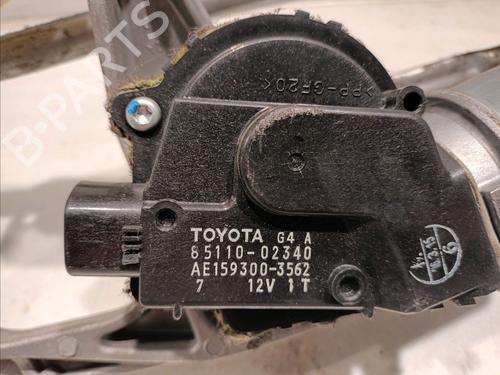 >PP-GF20<
TOYOTA G4 A
85110-02340
AE159300-3562
7 12V 1T
B-PARTS